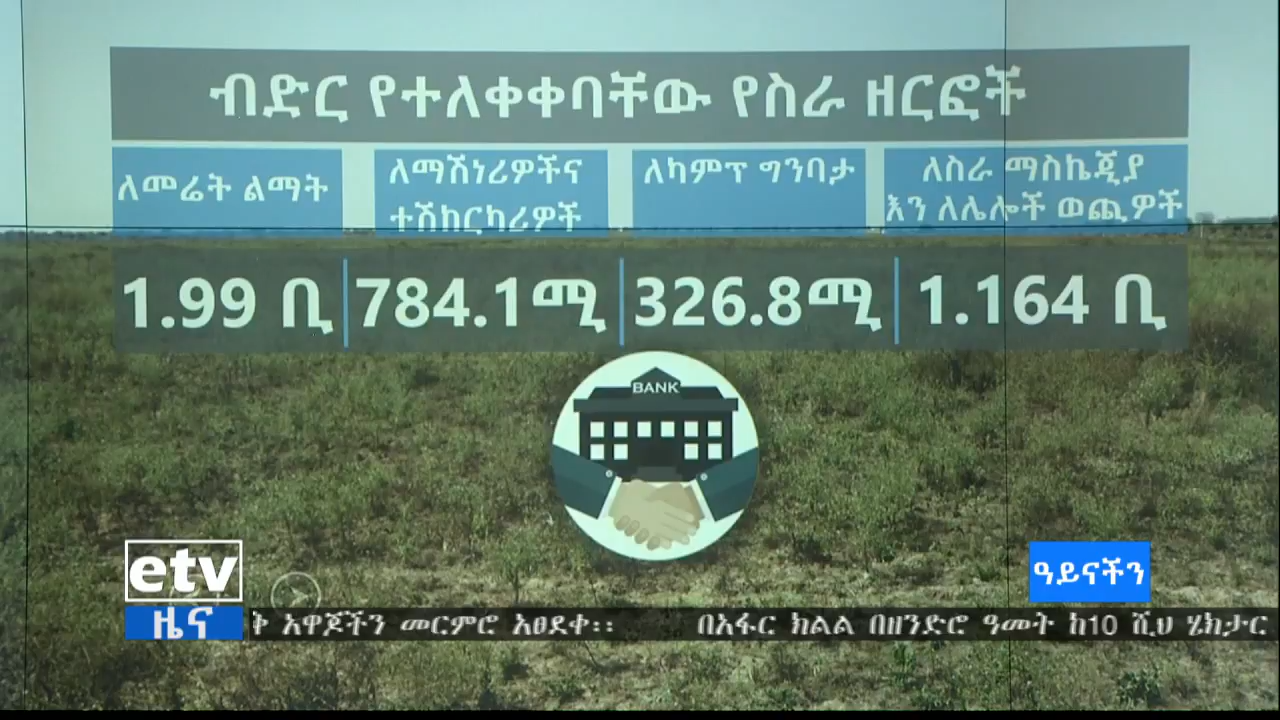 ብድር የተለቀቀባቸው የስራ ዘርፎች
ለመሬት ልማት
ለማሽነሪዎችና
ተሽከርካሪዎች
ለካምፕ ግንባታ
ለስራ ማስኬጂያ
እን ለሌሎች ወጪዎች
1.99 ቢ
784.1ሚ
326.8ሚ
1.164 ቢ
BANK
etv
ዜና
ዓይናችን
ቅ አዋጆችን መርምሮ አፀደቀ፡፡ በአፋር ክልል በዘንድሮ ዓመት ከ10 ሺህ ሄክታር